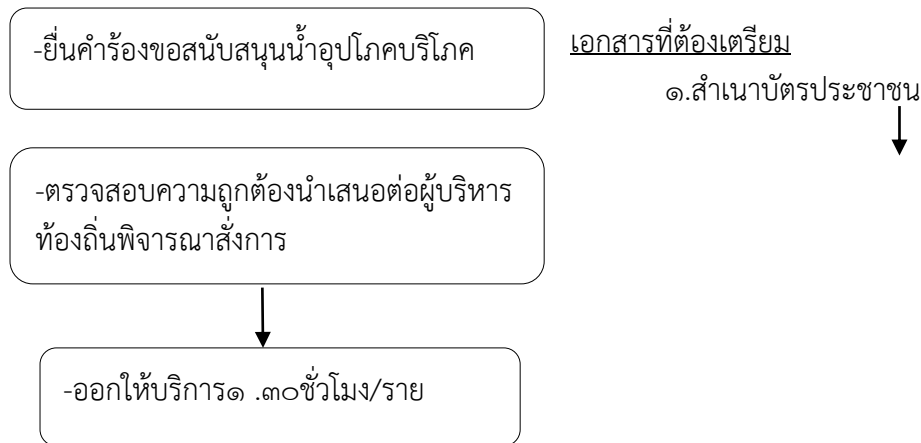 -ยื่นคำร้องขอสนับสนุนน้ำอุปโภคบริโภค
เอกสารที่ต้องเตรียม
๑.สำเนาบัตรประชาชน
-ตรวจสอบความถูกต้องนำเสนอต่อผู้บริหาร
ท้องถิ่นพิจารณาสั่งการ
-ออกให้บริการ๑ .๓๐ชั่วโมง/ราย